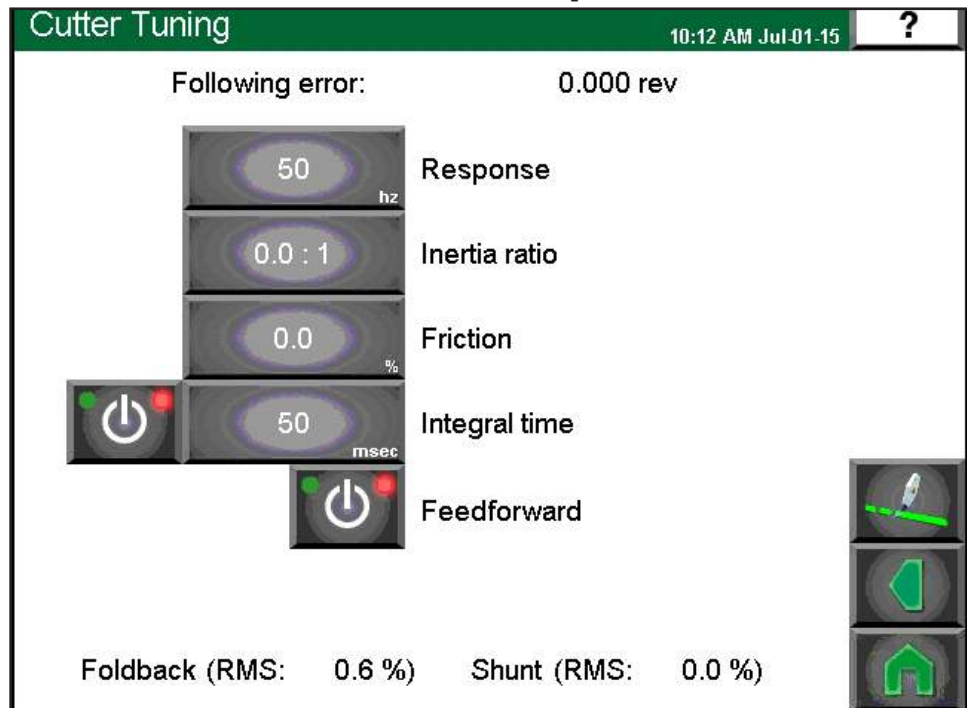 Cutter Tuning 10:12 AM Jul-01-15 ?
Following error: 0.000 rev
50 hz Response
0.0 : 1 Inertia ratio
0.0 % Friction
50 msec Integral time
Feedforward
Foldback (RMS: 0.6 %) Shunt (RMS: 0.0 %)